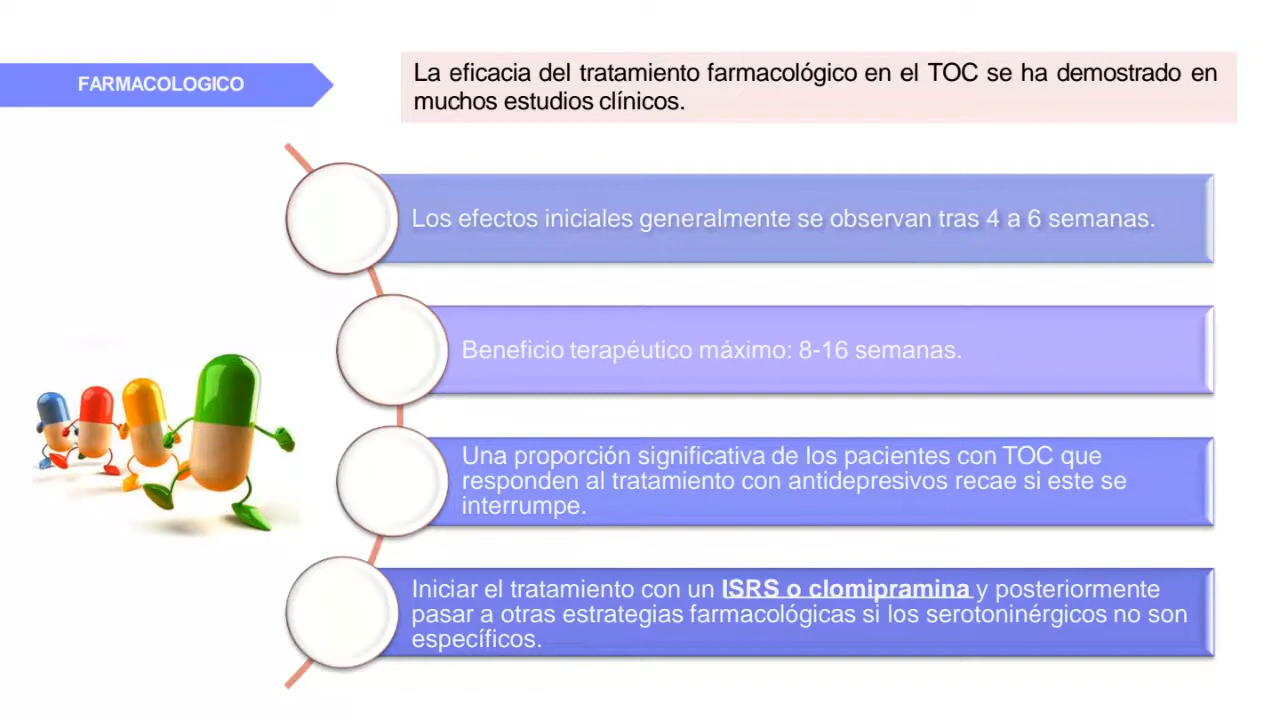 FARMACOLOGICO
La eficacia del tratamiento farmacológico en el TOC se ha demostrado en
muchos estudios clínicos.
Los efectos iniciales generalmente se observan tras 4 a 6 semanas.
Beneficio terapéutico máximo: 8-16 semanas.
Una proporción significativa de los pacientes con TOC que
responden al tratamiento con antidepresivos recae si este se
interrumpe.
Iniciar el tratamiento con un ISRS o clomipramina y posteriormente
pasar a otras estrategias farmacológicas si los serotoninérgicos no son
específicos.